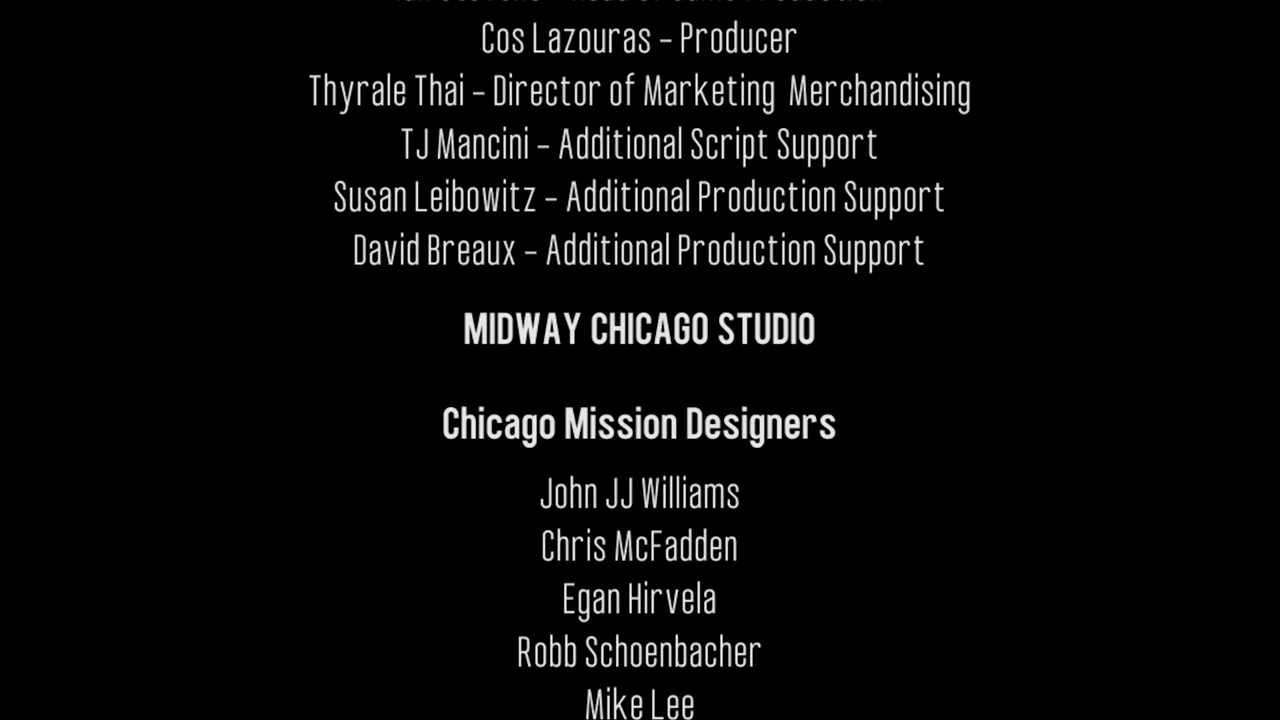 Cos Lazouras – Producer
Thyrale Thai – Director of Marketing  Merchandising
TJ Mancini – Additional Script Support
Susan Leibowitz – Additional Production Support
David Breaux – Additional Production Support
MIDWAY CHICAGO STUDIO
Chicago Mission Designers
John JJ Williams
Chris McFadden
Egan Hirvela
Robb Schoenbacher
Mike Lee